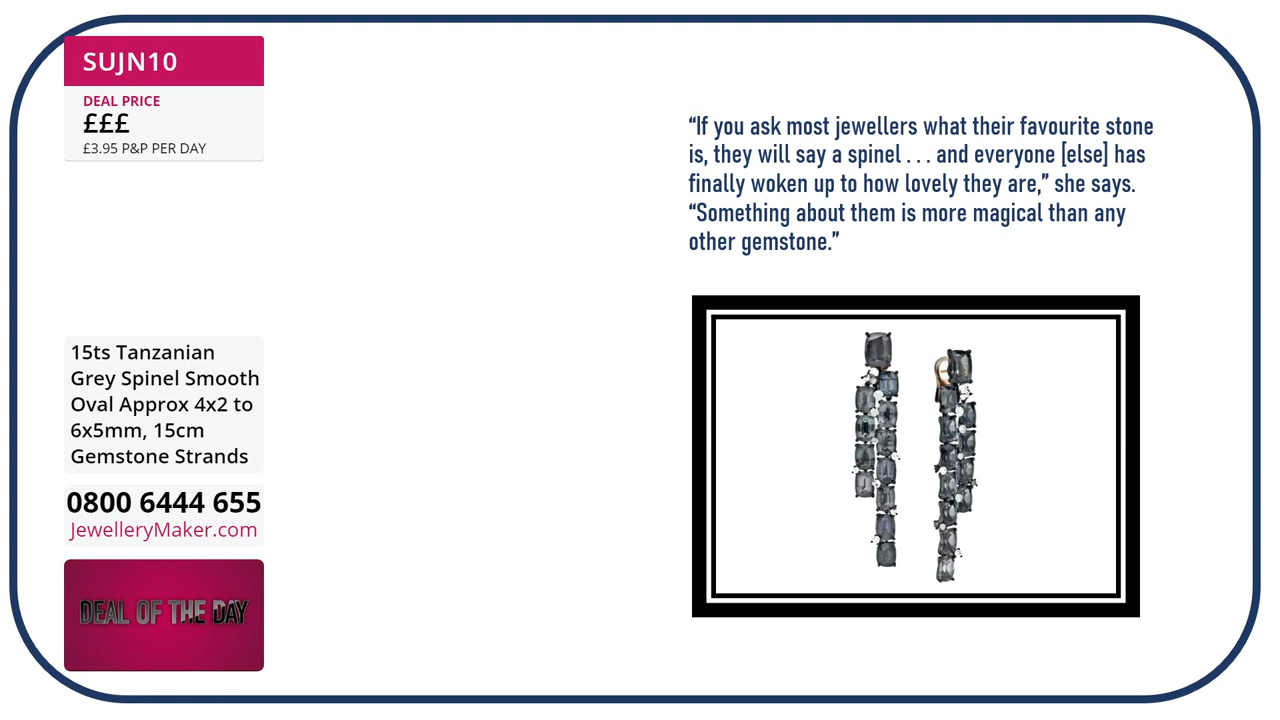 SUJN10
DEAL PRICE
£££
£3.95 P&P PER DAY
15ts Tanzanian
Grey Spinel Smooth
Oval Approx 4x2 to
6x5mm, 15cm
Gemstone Strands
0800 6444 655
JewelleryMaker.com
DEAL OF THE DAY
“If you ask most jewellers what their favourite stone
is, they will say a spinel . . . and everyone [else] has
finally woken up to how lovely they are,” she says.
“Something about them is more magical than any
other gemstone.”